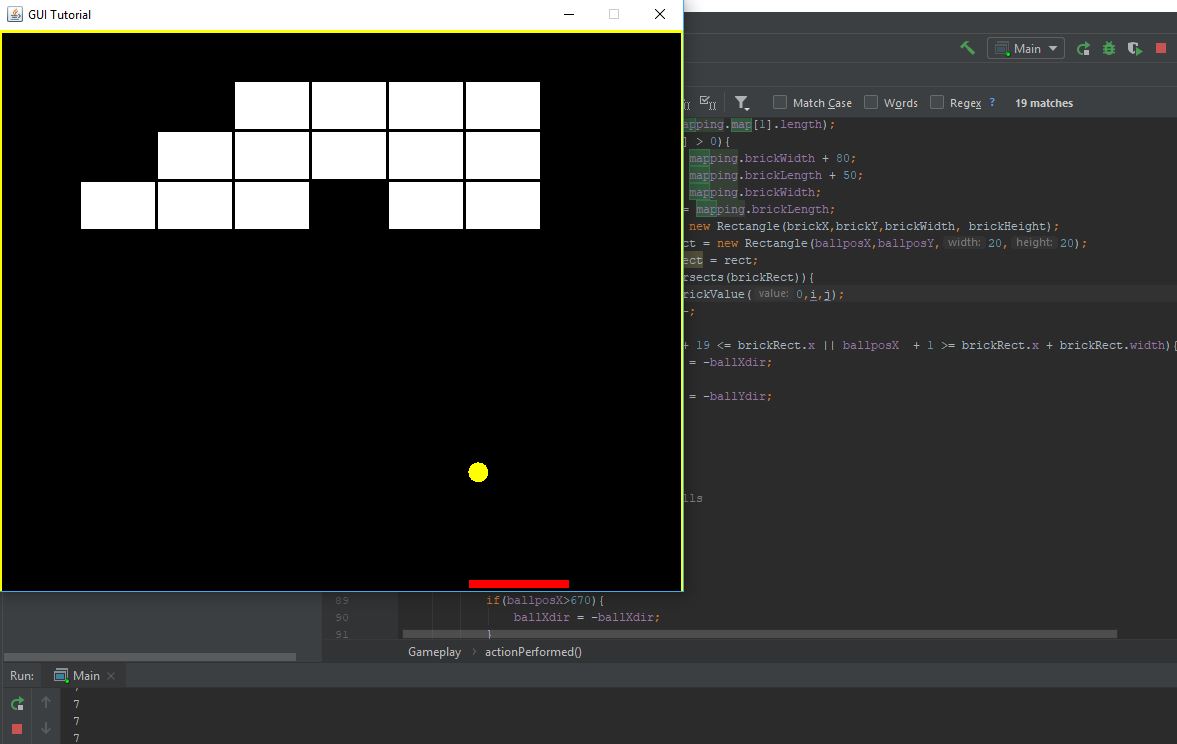 GUI Tutorial
Main
Match Case Words Regex ? 19 matches
mapping.map[1].length);
] > 0){
mapping.brickWidth + 80;
mapping.brickLength + 50;
mapping.brickWidth;
= mapping.brickLength;
new Rectangle(brickX,brickY,brickWidth, brickHeight);
ct = new Rectangle(ballposX,ballposY, width: 20, height: 20);
ect = rect;
rsects(brickRect)){
rickValue( value: 0,i,j);
-;
+ 19 <= brickRect.x || ballposX + 1 >= brickRect.x + brickRect.width){
= -ballXdir;
= -ballYdir;
lls
89 if(ballposX>670){
90 ballXdir = -ballXdir;
91 }
Gameplay › actionPerformed()
Run: Main
7
7
7
7